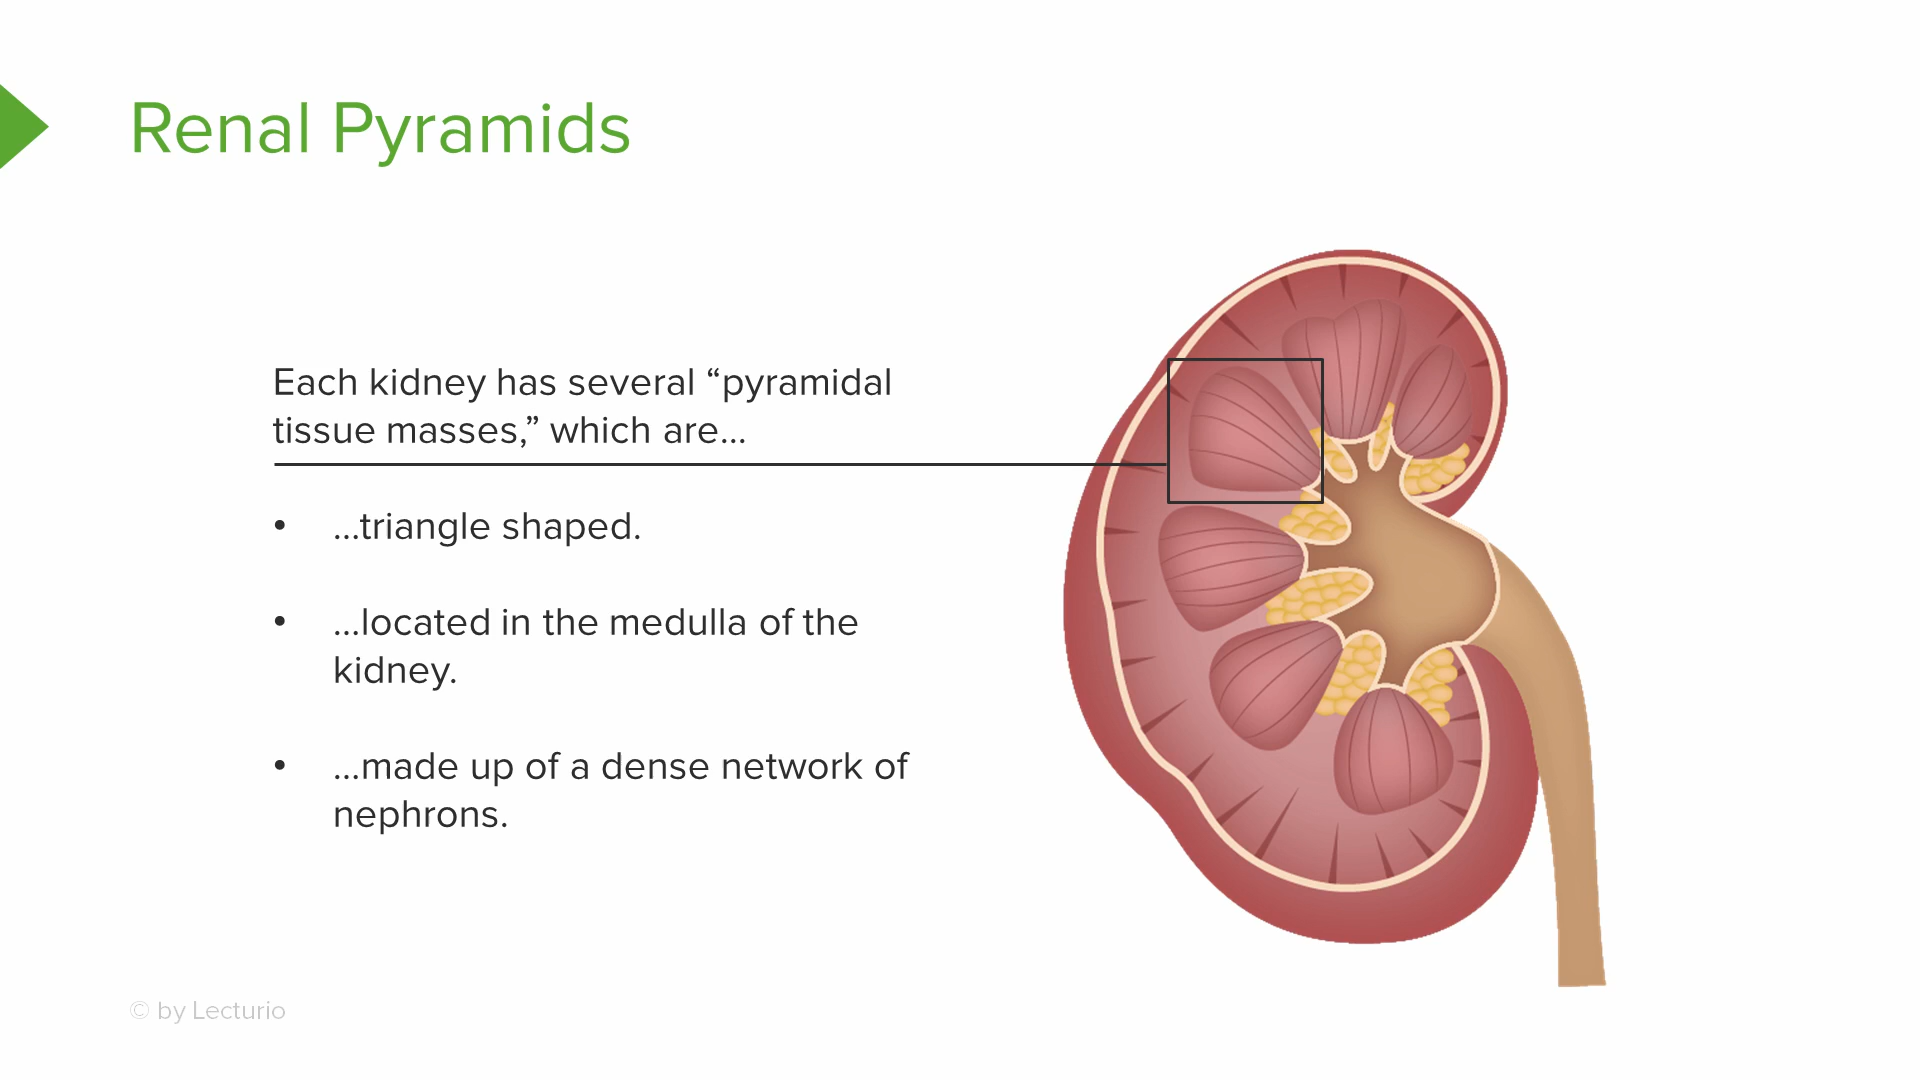 Renal Pyramids
Each kidney has several “pyramidal
tissue masses,” which are...
• ...triangle shaped.
• ...located in the medulla of the
kidney.
• ...made up of a dense network of
nephrons.
© by Lecturio